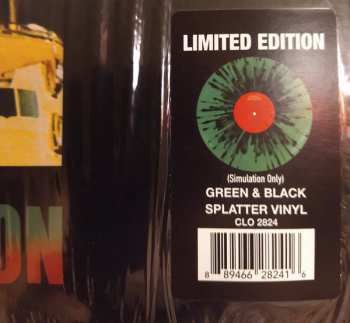 LIMITED EDITION
(Simulation Only)
GREEN & BLACK
SPLATTER VINYL
CLO 2824
8 89466 28241 6
ON